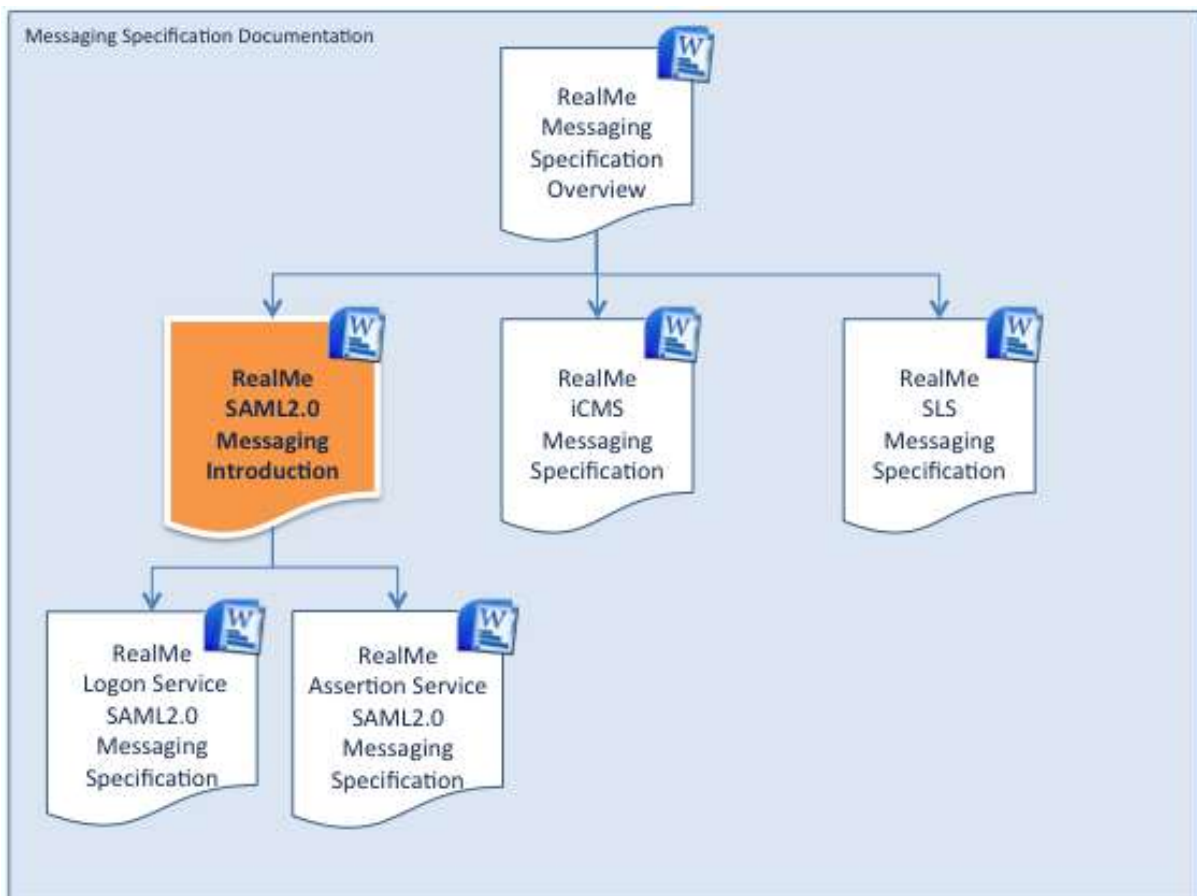 Messaging Specification Documentation
W
RealMe
Messaging
Specification
Overview
W
RealMe
SAML2.0
Messaging
Introduction
W
RealMe
iCMS
Messaging
Specification
W
RealMe
SLS
Messaging
Specification
W
RealMe
Logon Service
SAML2.0
Messaging
Specification
W
RealMe
Assertion Service
SAML2.0
Messaging
Specification